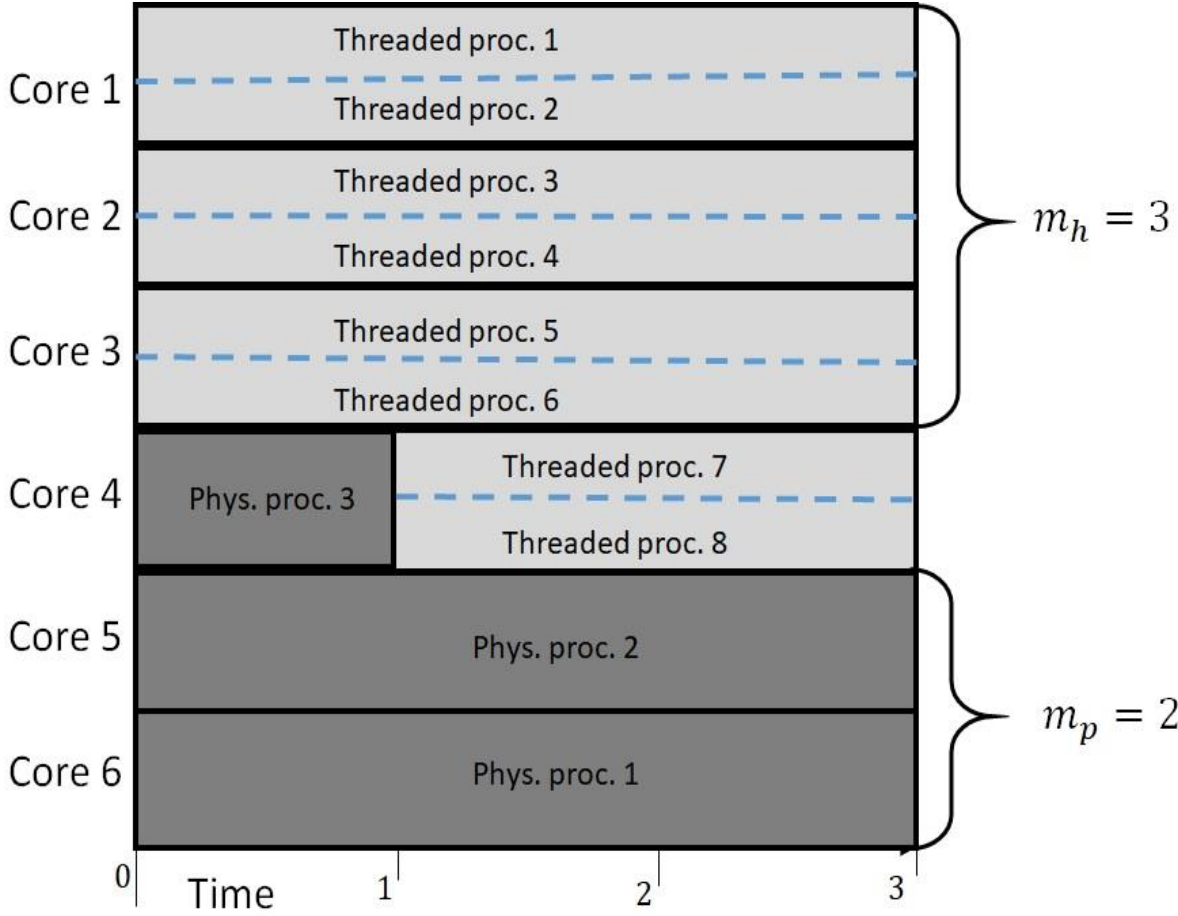 Threaded proc. 1
Core 1
Threaded proc. 2
Threaded proc. 3
Core 2
Threaded proc. 4
m_h = 3
Threaded proc. 5
Core 3
Threaded proc. 6
Threaded proc. 7
Core 4
Phys. proc. 3
Threaded proc. 8
Core 5
Phys. proc. 2
m_p = 2
Core 6
Phys. proc. 1
0 1 2 3
Time